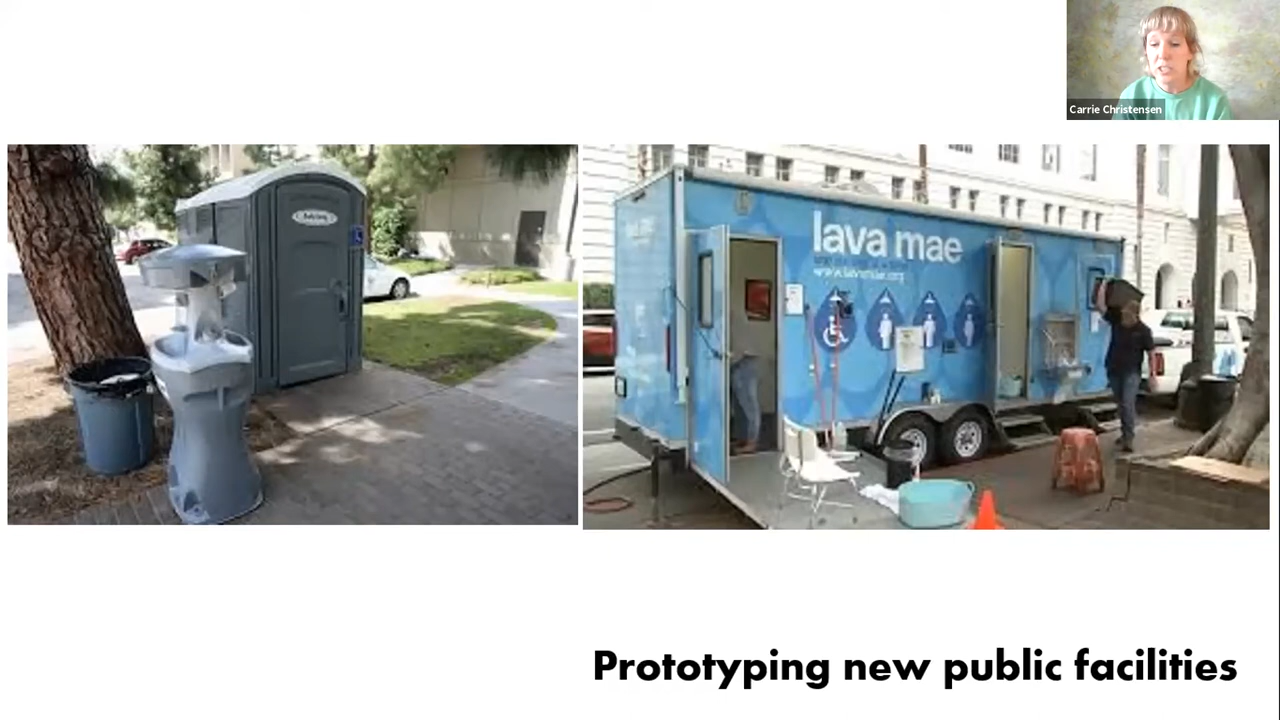 Carrie Christensen
lava mae
www.lavamae.org
Prototyping new public facilities